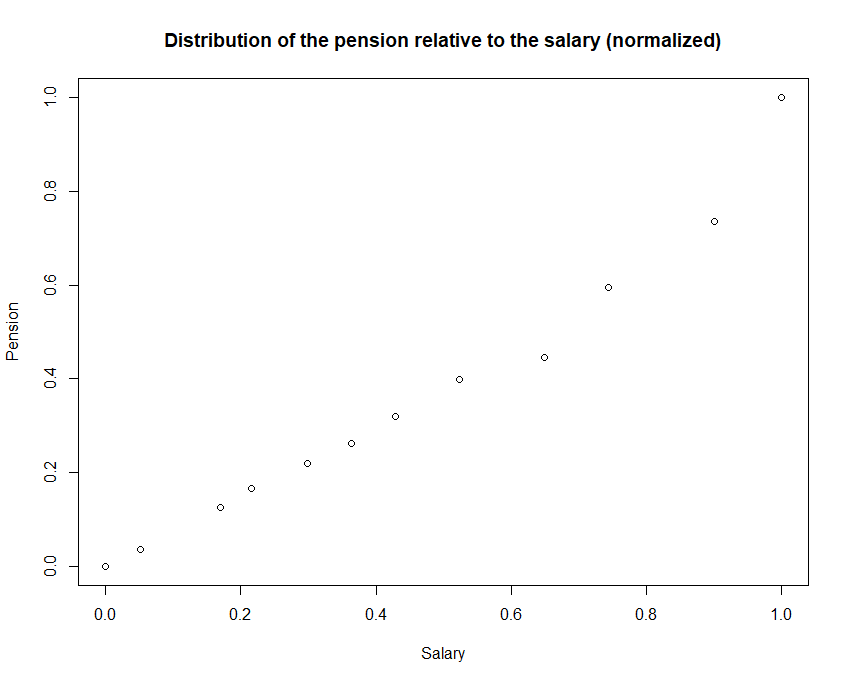 Distribution of the pension relative to the salary (normalized)
1.0
0.8
0.6
0.4
0.2
0.0
Pension
0.0 0.2 0.4 0.6 0.8 1.0
Salary